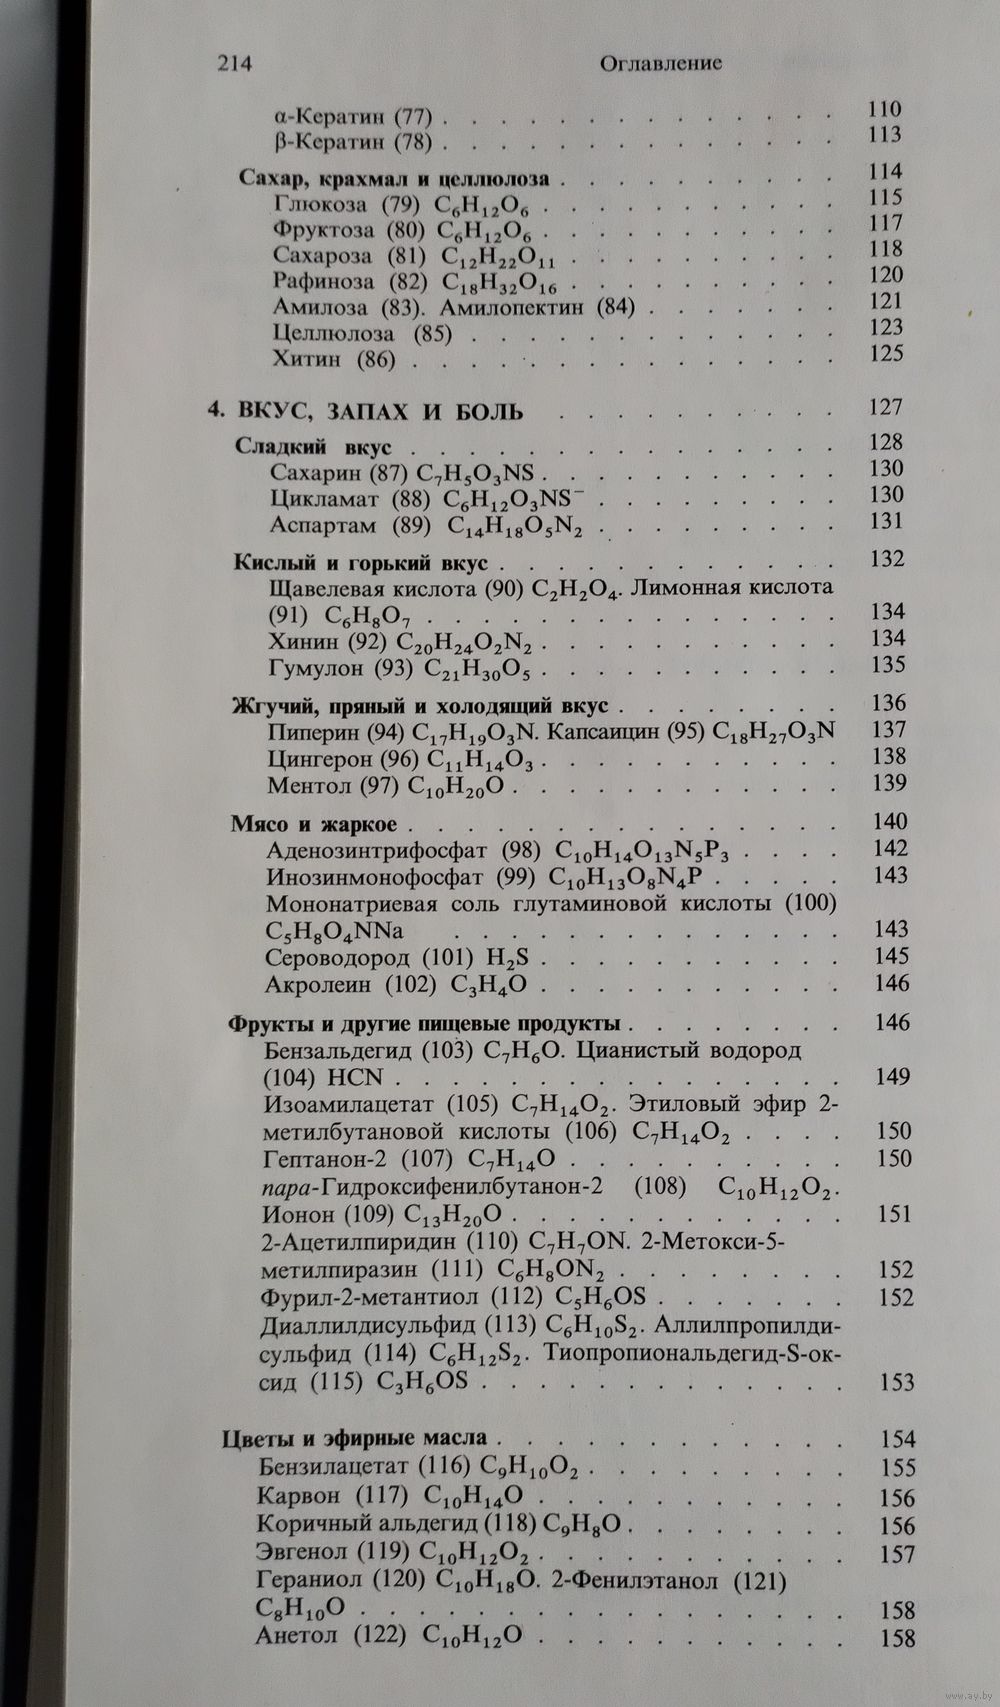 214 Оглавление
α-Кератин (77) . . . . . . . . . . . . . . 110
β-Кератин (78) . . . . . . . . . . . . . . 113
Сахар, крахмал и целлюлоза . . . . . . . . . . 114
Глюкоза (79) C₆H₁₂O₆ . . . . . . . . . . . 115
Фруктоза (80) C₆H₁₂O₆ . . . . . . . . . . . 117
Сахароза (81) C₁₂H₂₂O₁₁ . . . . . . . . . . 118
Рафиноза (82) C₁₈H₃₂O₁₆ . . . . . . . . . . 120
Амилоза (83). Амилопектин (84) . . . . . . . 121
Целлюлоза (85) . . . . . . . . . . . . . 123
Хитин (86) . . . . . . . . . . . . . . . 125
4. ВКУС, ЗАПАХ И БОЛЬ . . . . . . . . . . 127
Сладкий вкус . . . . . . . . . . . . . . . 128
Сахарин (87) C₇H₅O₃NS . . . . . . . . . . . 130
Цикламат (88) C₆H₁₂O₃NS⁻ . . . . . . . . . 130
Аспартам (89) C₁₄H₁₈O₅N₂ . . . . . . . . . 131
Кислый и горький вкус . . . . . . . . . . . . 132
Щавелевая кислота (90) C₂H₂O₄. Лимонная кислота
(91) C₆H₈O₇ . . . . . . . . . . . . . . . 134
Хинин (92) C₂₀H₂₄O₂N₂ . . . . . . . . . . . 134
Гумулон (93) C₂₁H₃₀O₅ . . . . . . . . . . . 135
Жгучий, пряный и холодящий вкус . . . . . . . . 136
Пиперин (94) C₁₇H₁₉O₃N. Капсаицин (95) C₁₈H₂₇O₃N 137
Цингерон (96) C₁₁H₁₄O₃ . . . . . . . . . . . 138
Ментол (97) C₁₀H₂₀O . . . . . . . . . . . . 139
Мясо и жаркое . . . . . . . . . . . . . . . 140
Аденозинтрифосфат (98) C₁₀H₁₄O₁₃N₅P₃ . . . . 142
Инозинмонофосфат (99) C₁₀H₁₃O₈N₄P . . . . . 143
Мононатриевая соль глутаминовой кислоты (100)
C₅H₈O₄NNa . . . . . . . . . . . . . . 143
Сероводород (101) H₂S . . . . . . . . . . . 145
Акролеин (102) C₃H₄O . . . . . . . . . . . 146
Фрукты и другие пищевые продукты . . . . . . . . 146
Бензальдегид (103) C₇H₆O. Цианистый водород
(104) HCN . . . . . . . . . . . . . . . . 149
Изоамилацетат (105) C₇H₁₄O₂. Этиловый эфир 2-
метилбутановой кислоты (106) C₇H₁₄O₂ . . . . 150
Гептанон-2 (107) C₇H₁₄O . . . . . . . . . . 150
пара-Гидроксифенилбутанон-2 (108) C₁₀H₁₂O₂.
Ионон (109) C₁₃H₂₀O . . . . . . . . . . . . 151
2-Ацетилпиридин (110) C₇H₇ON. 2-Метокси-5-
метилпиразин (111) C₆H₈ON₂ . . . . . . . . 152
Фурил-2-метантиол (112) C₅H₆OS . . . . . . . 152
Диаллилдисульфид (113) C₆H₁₀S₂. Аллилпропилди-
сульфид (114) C₆H₁₂S₂. Тиопропиональдегид-S-ок-
сид (115) C₃H₆OS . . . . . . . . . . . . . 153
Цветы и эфирные масла . . . . . . . . . . . . 154
Бензилацетат (116) C₉H₁₀O₂ . . . . . . . . . 155
Карвон (117) C₁₀H₁₄O . . . . . . . . . . . 156
Коричный альдегид (118) C₉H₈O . . . . . . . . 156
Эвгенол (119) C₁₀H₁₂O₂ . . . . . . . . . . . 157
Гераниол (120) C₁₀H₁₈O. 2-Фенилэтанол (121)
C₈H₁₀O . . . . . . . . . . . . . . . . . 158
Анетол (122) C₁₀H₁₂O . . . . . . . . . . . 158
www.ay.by